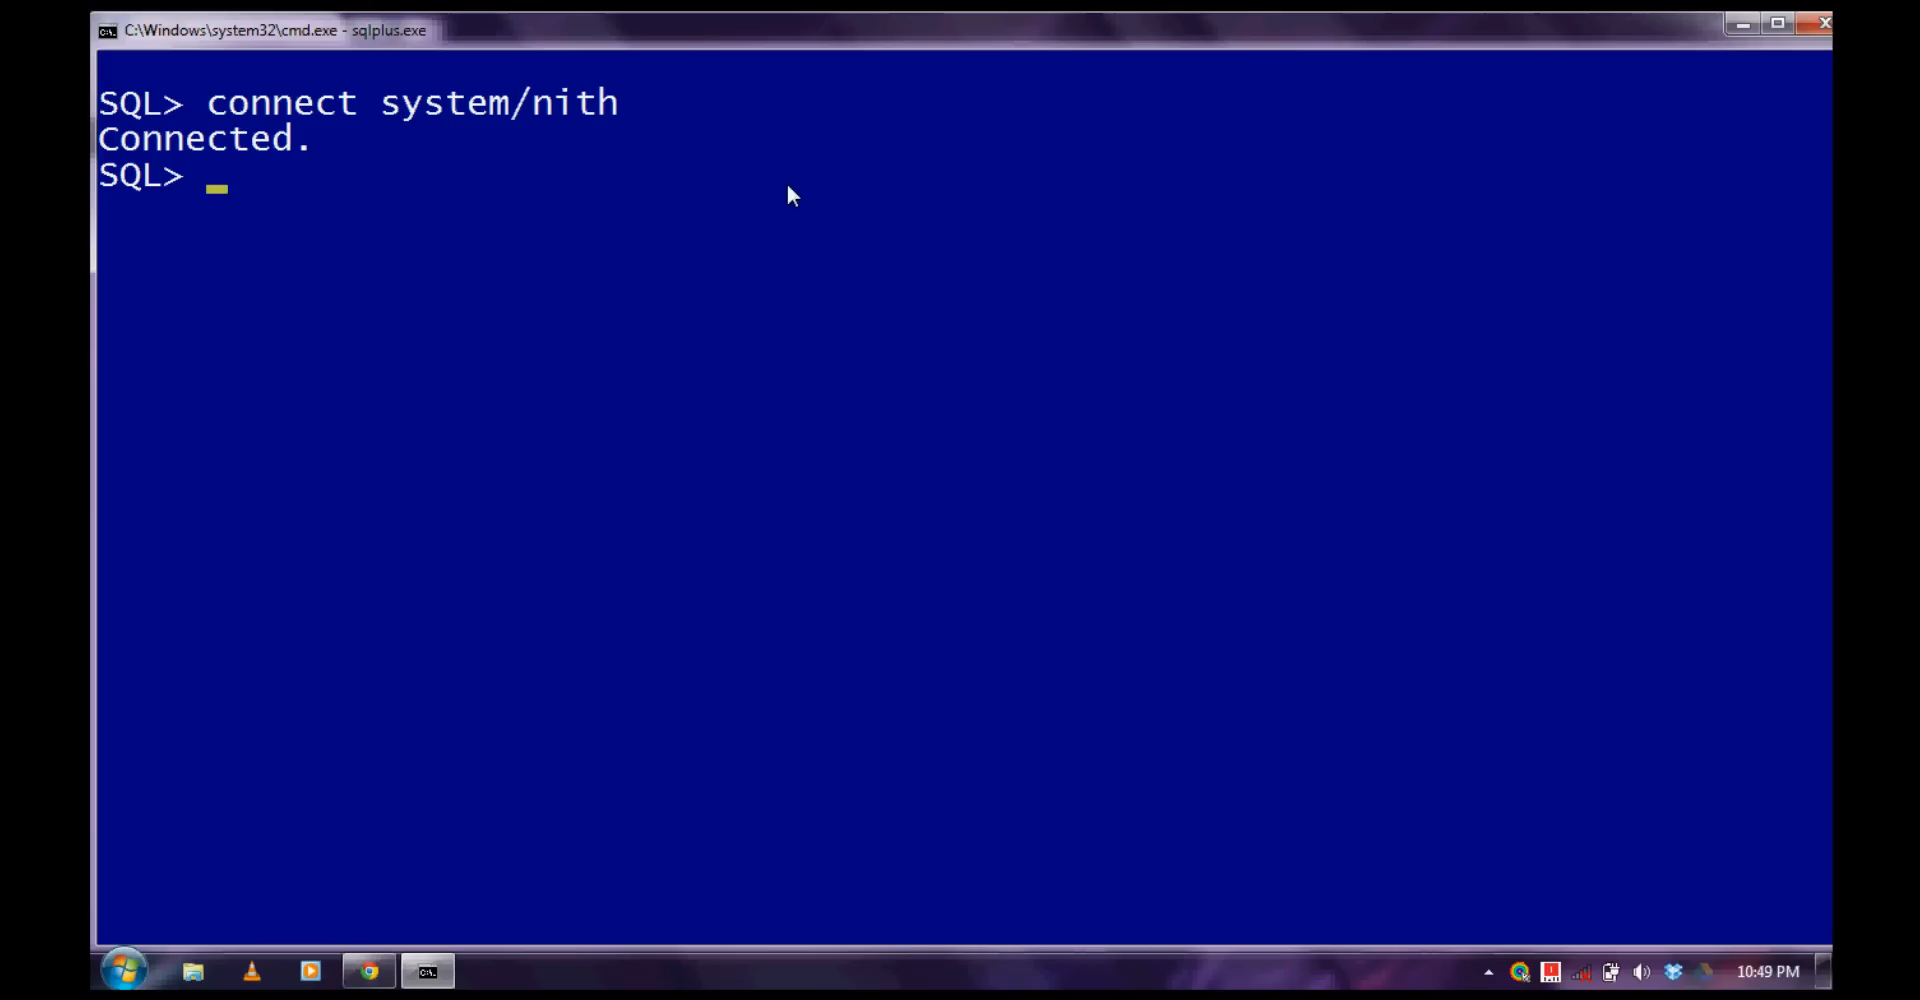 C:\Windows\system32\cmd.exe - sqlplus.exe
SQL> connect system/nith
Connected.
SQL>
10:49 PM